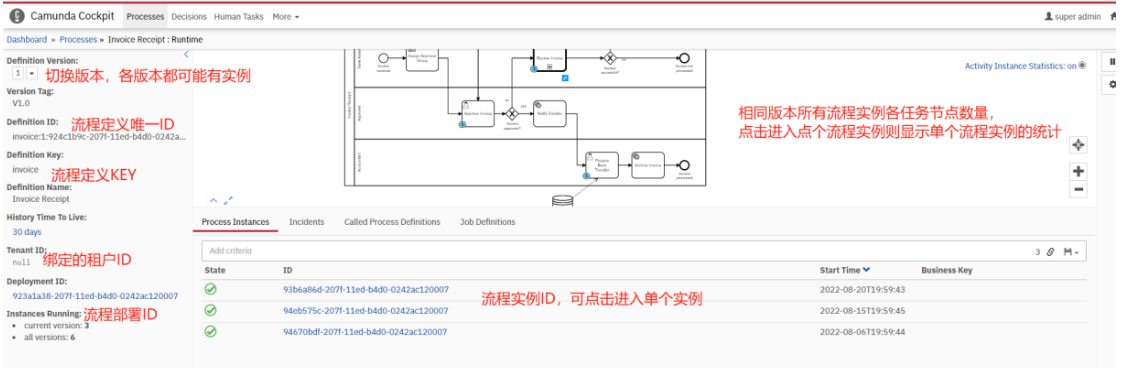 Camunda Cockpit Processes Decisions Human Tasks More
super admin
Dashboard » Processes » Invoice Receipt : Runtime
Definition Version:
1
切换版本，各版本都可能有实例
Version Tag:
V1.0
Definition ID:
流程定义唯一ID
invoice:1:924c1b9c-207f-11ed-b4d0-0242a...
Definition Key:
invoice
流程定义KEY
Definition Name:
Invoice Receipt
History Time To Live:
30 days
Tenant ID:
null
绑定的租户ID
Deployment ID:
923a1a38-207f-11ed-b4d0-0242ac120007
Instances Running:
流程部署ID
current version: 3
all versions: 6
Activity Instance Statistics: on
Approve Invoice
Invoice approved?
Prepare Bank Transfer
相同版本所有流程实例各任务节点数量，
点击进入点个流程实例则显示单个流程实例的统计
Process Instances Incidents Called Process Definitions Job Definitions
Add criteria
3
State ID Start Time Business Key
93b6a86d-207f-11ed-b4d0-0242ac120007 2022-08-20T19:59:43
94eb575c-207f-11ed-b4d0-0242ac120007 2022-08-15T19:59:45
94670bdf-207f-11ed-b4d0-0242ac120007 2022-08-06T19:59:44
流程实例ID，可点击进入单个实例